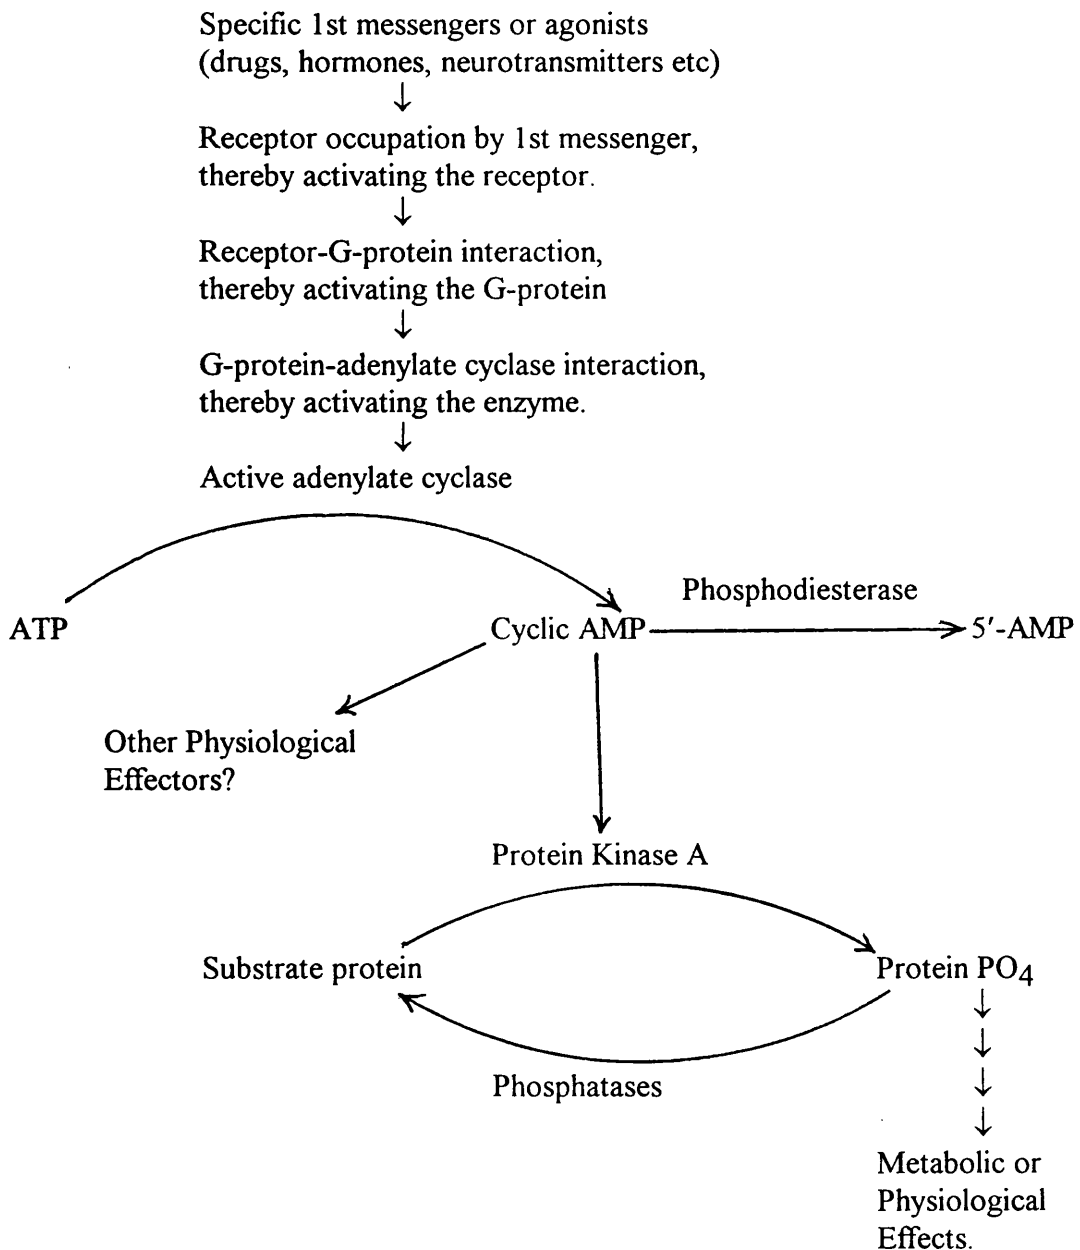 Specific 1st messengers or agonists
(drugs, hormones, neurotransmitters etc)
Receptor occupation by 1st messenger,
thereby activating the receptor.
Receptor-G-protein interaction,
thereby activating the G-protein
G-protein-adenylate cyclase interaction,
thereby activating the enzyme.
Active adenylate cyclase
Phosphodiesterase
ATP
Cyclic AMP
5′-AMP
Other Physiological
Effectors?
Protein Kinase A
Substrate protein
Protein PO4
Phosphatases
Metabolic or
Physiological
Effects.